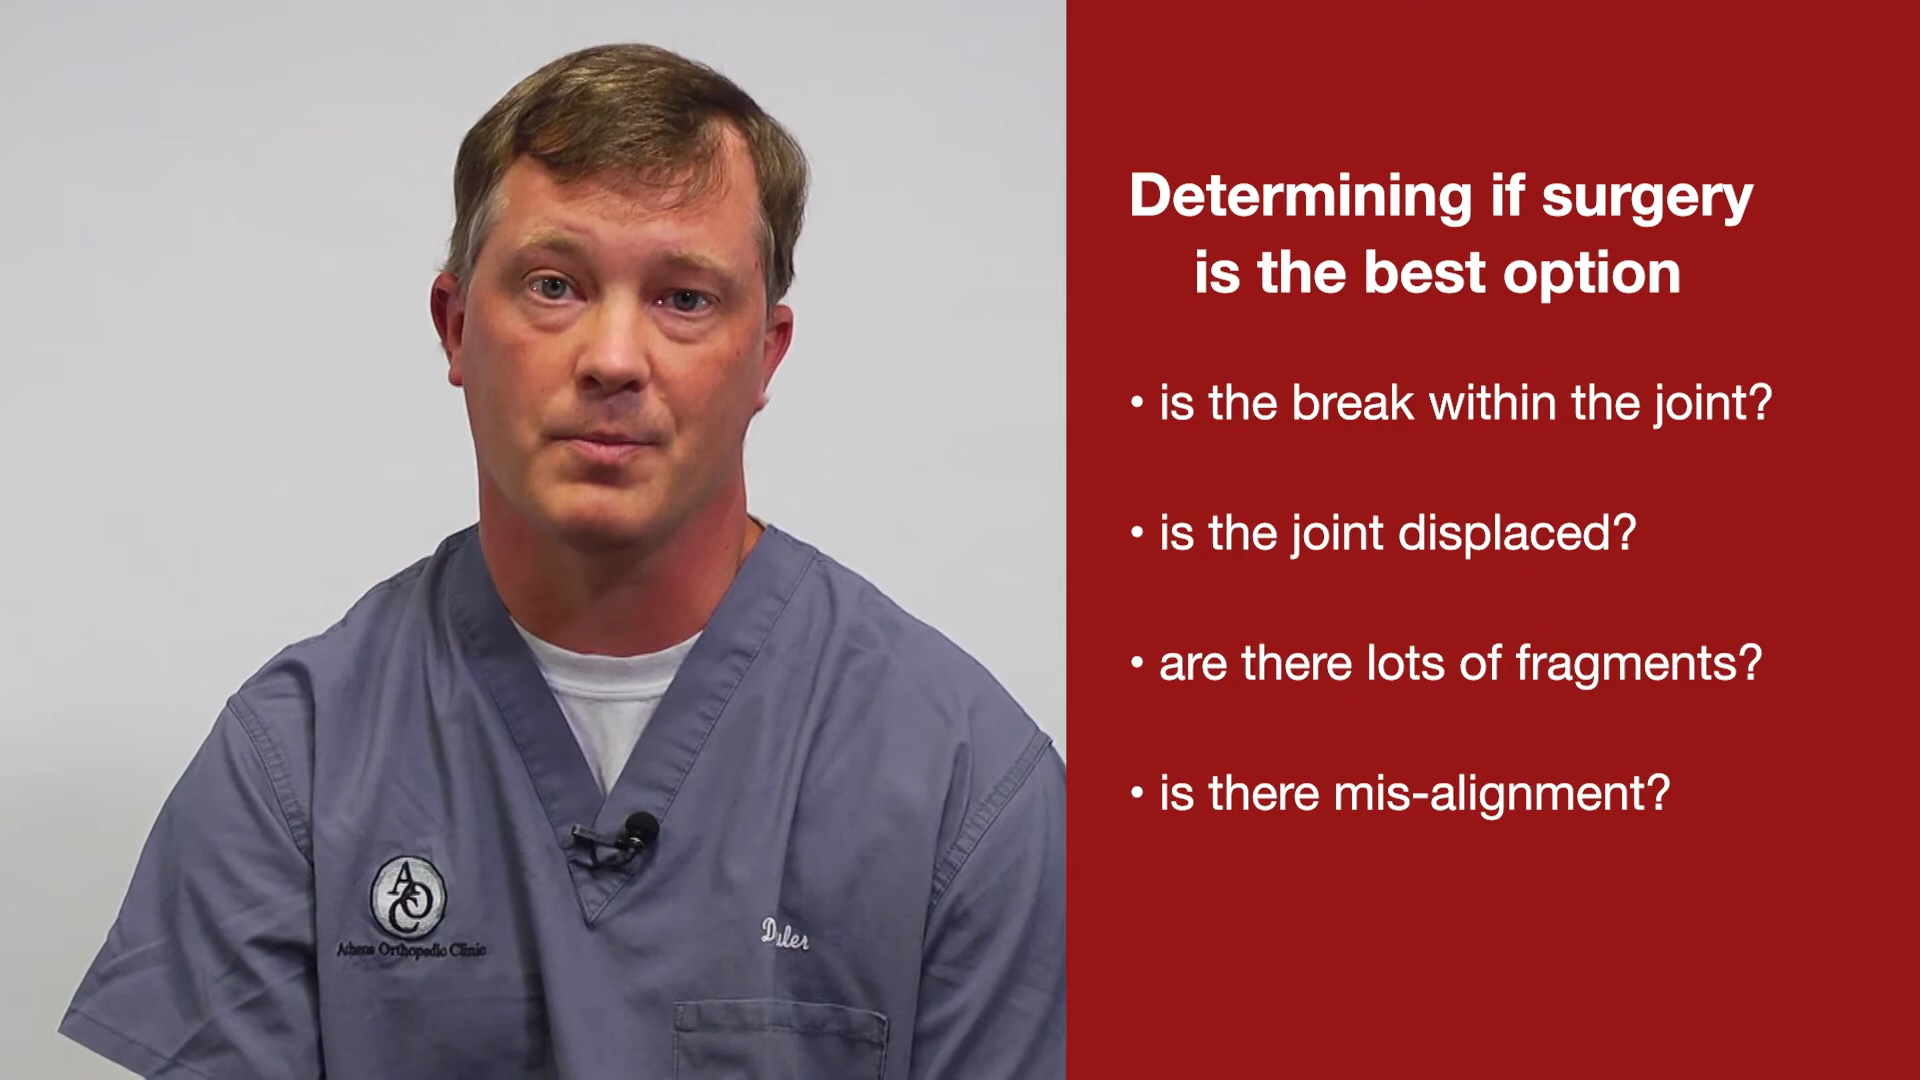 Determining if surgery
is the best option
• is the break within the joint?
• is the joint displaced?
• are there lots of fragments?
• is there mis-alignment?
AOC
Athens Orthopedic Clinic